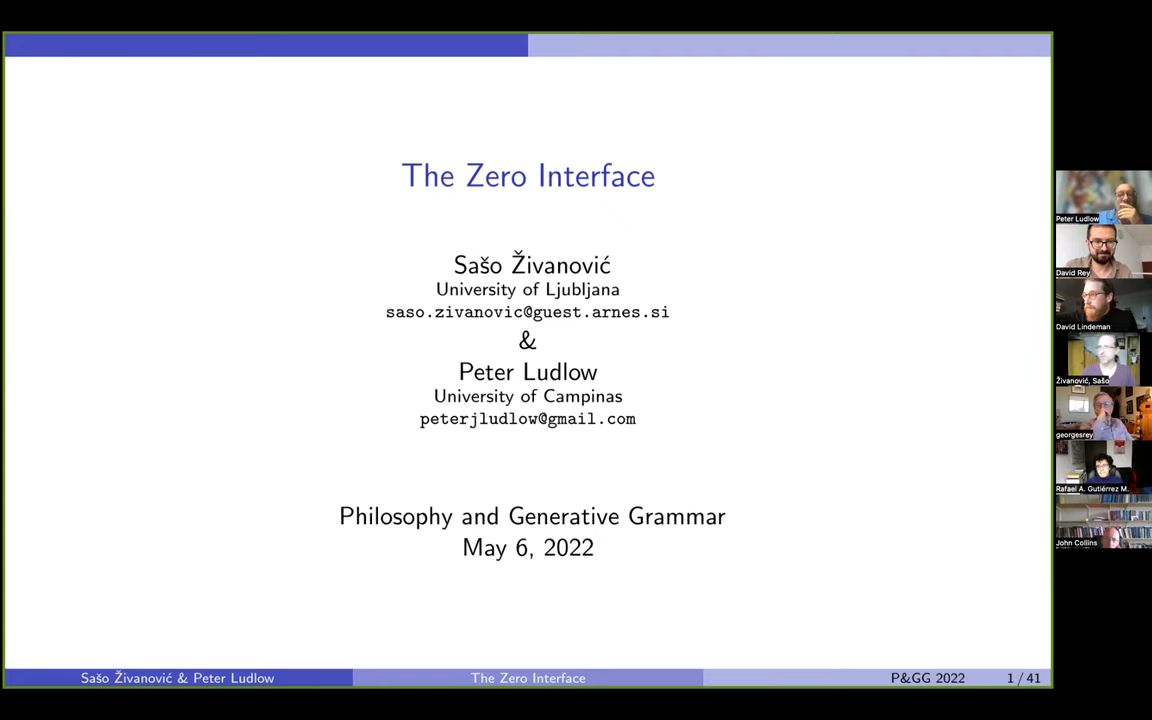 The Zero Interface
Sašo Živanović
University of Ljubljana
saso.zivanovic@guest.arnes.si
&
Peter Ludlow
University of Campinas
peterjludlow@gmail.com
Philosophy and Generative Grammar
May 6, 2022
Sašo Živanović & Peter Ludlow
The Zero Interface
P&GG 2022
1 / 41
Peter Ludlow
David Rey
David Lindeman
Živanović, Sašo
georgesrey
Rafael A. Gutiérrez M.
John Collins